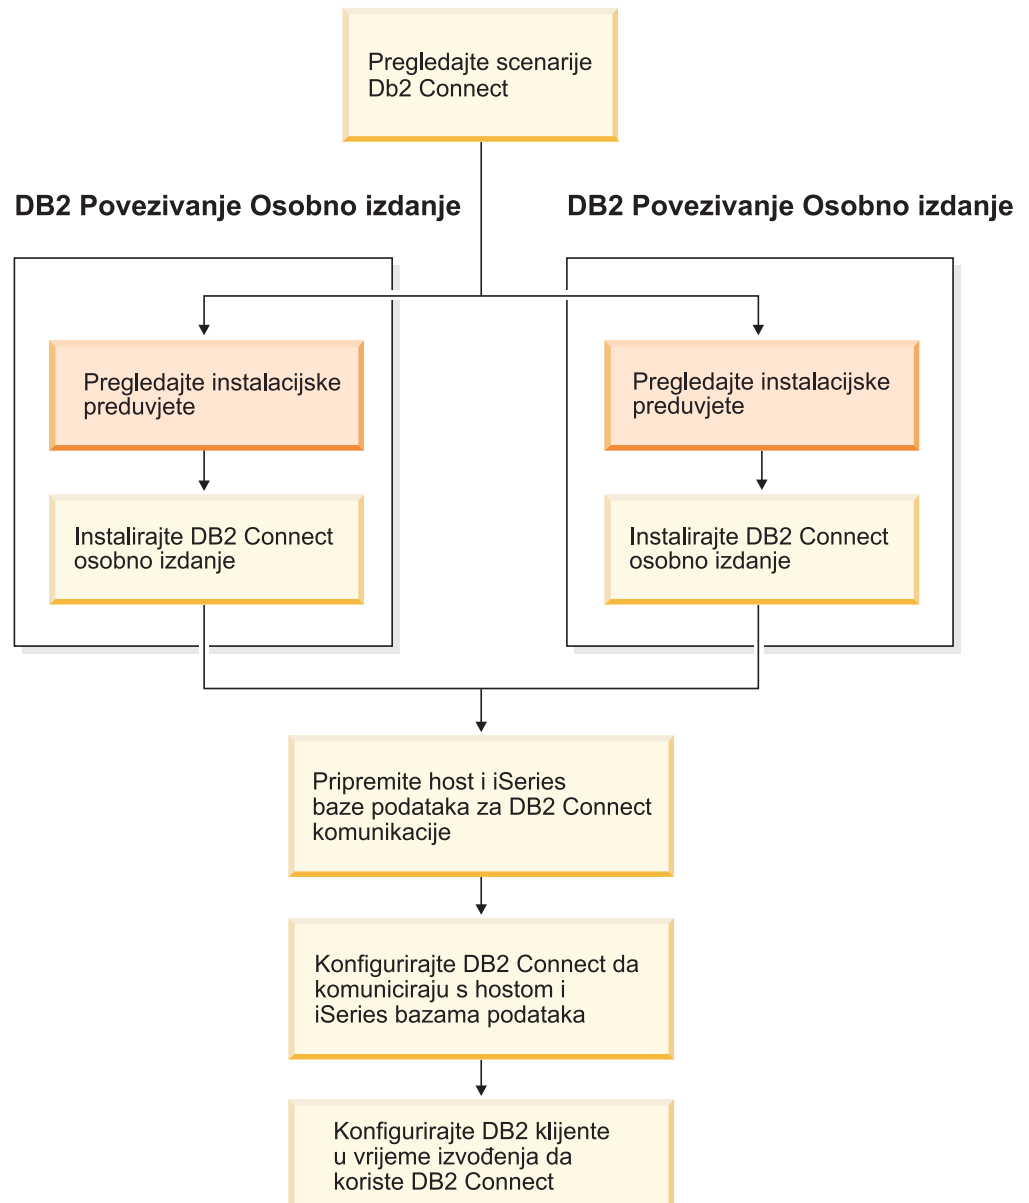 Pregledajte scenarije
Db2 Connect
DB2 Povezivanje Osobno izdanje
DB2 Povezivanje Osobno izdanje
Pregledajte instalacijske
preduvjete
Pregledajte instalacijske
preduvjete
Instalirajte DB2 Connect
osobno izdanje
Instalirajte DB2 Connect
osobno izdanje
Pripremite host i iSeries
baze podataka za DB2 Connect
komunikacije
Konfigurirajte DB2 Connect da
komuniciraju s hostom i
iSeries bazama podataka
Konfigurirajte DB2 klijente
u vrijeme izvođenja da
koriste DB2 Connect